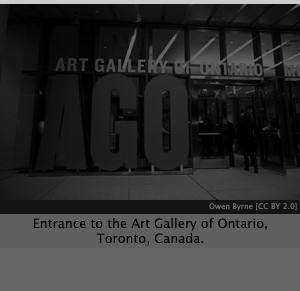 ART GALLERY OF ONTARIO
AGO
Owen Byrne [CC BY 2.0]
Entrance to the Art Gallery of Ontario,
Toronto, Canada.